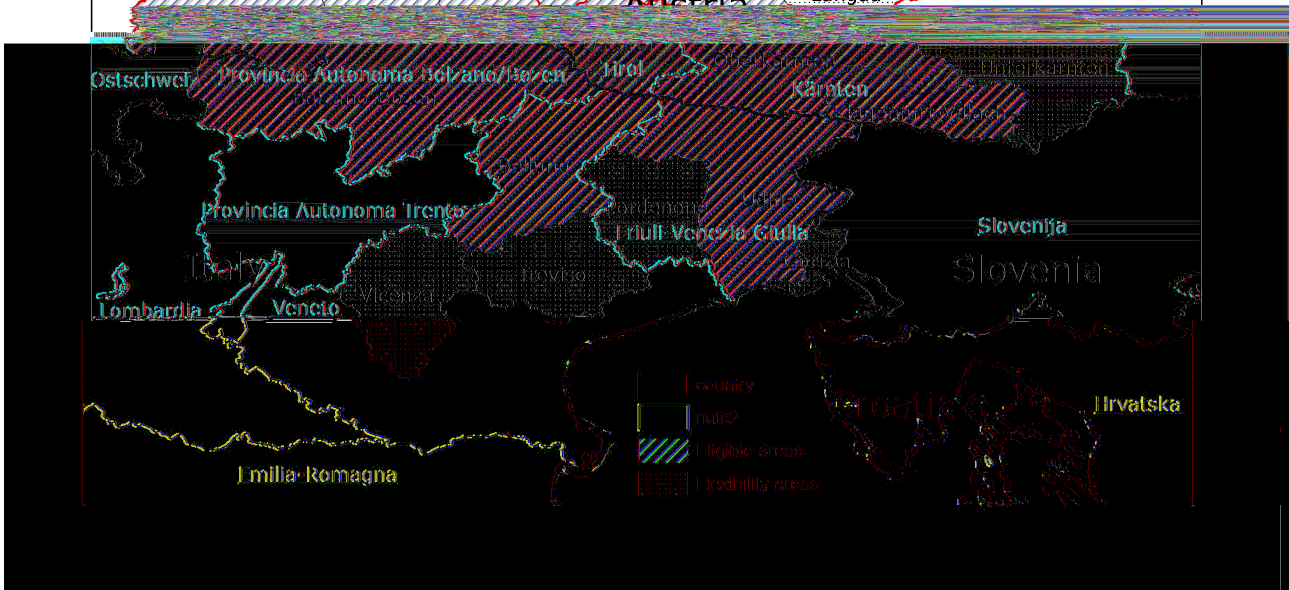 Austria
Ostschwei
Provincia Autonoma Bolzano/Bozen
Tirol
Oberkärnten
Unterkärnten
Bolzano-Bozen
Kärnten
Klagenfurt-Villach
Belluno
Provincia Autonoma Trento
Pordenone
Udine
Friuli-Venezia Giulia
Slovenija
Italy
Treviso
Gorizia
Slovenia
Vicenza
Lombardia
Veneto
country
nuts2
Croatia
Hrvatska
Eligible areas
Emilia-Romagna
Flexibility areas